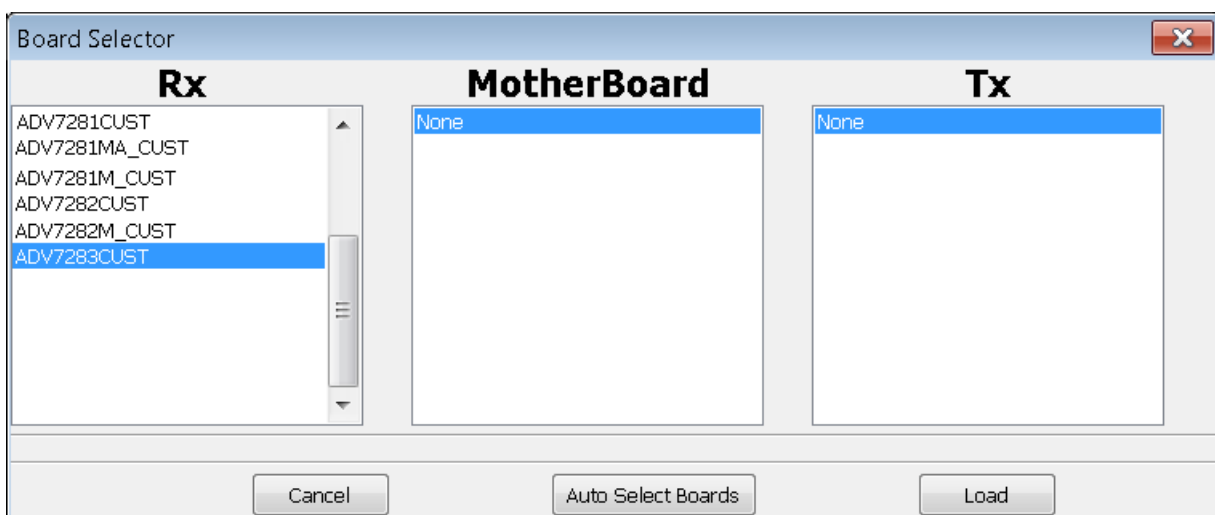 Board Selector
Rx
MotherBoard
Tx
ADV7281CUST
ADV7281MA_CUST
ADV7281M_CUST
ADV7282CUST
ADV7282M_CUST
ADV7283CUST
None
None
Cancel
Auto Select Boards
Load